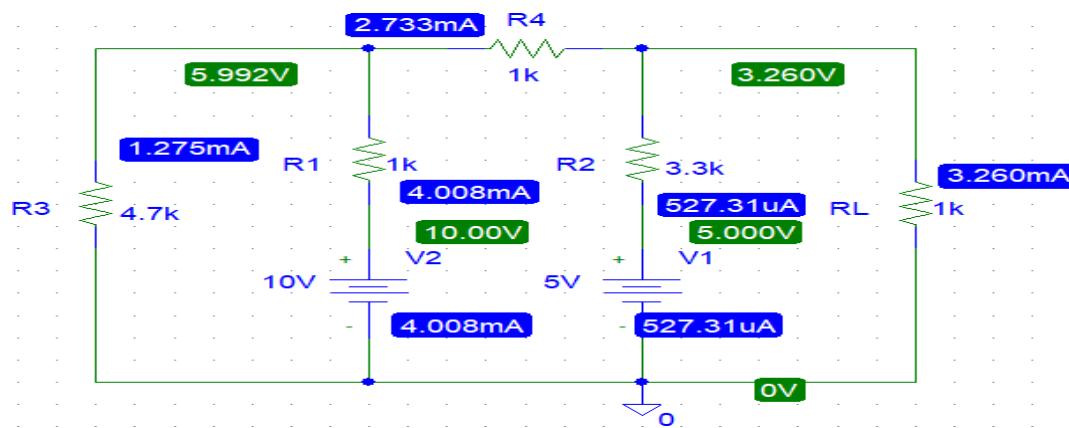 2.733mA R4
5.992V 1k 3.260V
1.275mA R1 1k R2 3.3k 3.260mA
R3 4.7k 4.008mA 527.31uA RL 1k
10.00V 5.000V
+ V2 + V1
10V 5V
- 4.008mA - 527.31uA
0V
0